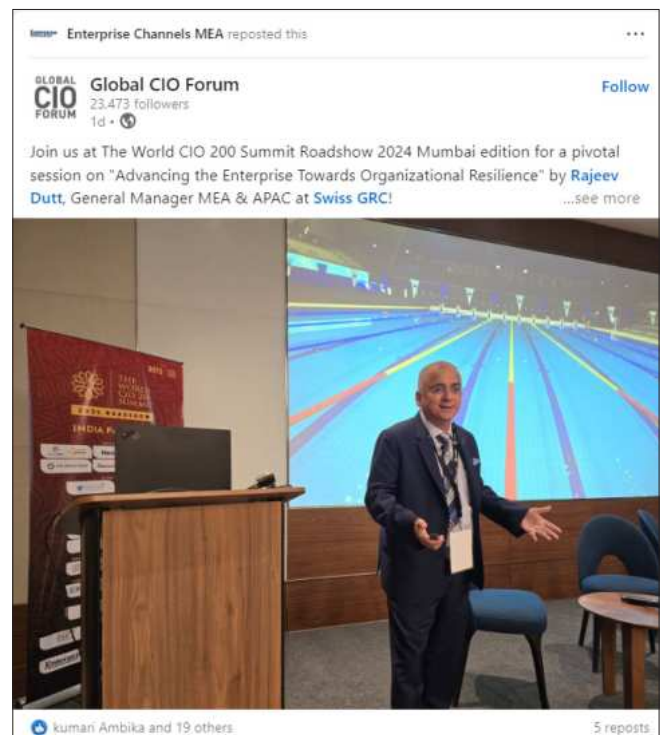 Enterprise Channels MEA reposted this
GLOBAL
CIO
FORUM
Global CIO Forum
23,473 followers
1d •
Follow
Join us at The World CIO 200 Summit Roadshow 2024 Mumbai edition for a pivotal
session on "Advancing the Enterprise Towards Organizational Resilience" by Rajeev
Dutt, General Manager MEA & APAC at Swiss GRC!
...see more
THE
WORLD
CIO 200
SUMMIT
2024 ROADSHOW
kumari Ambika and 19 others
5 reposts